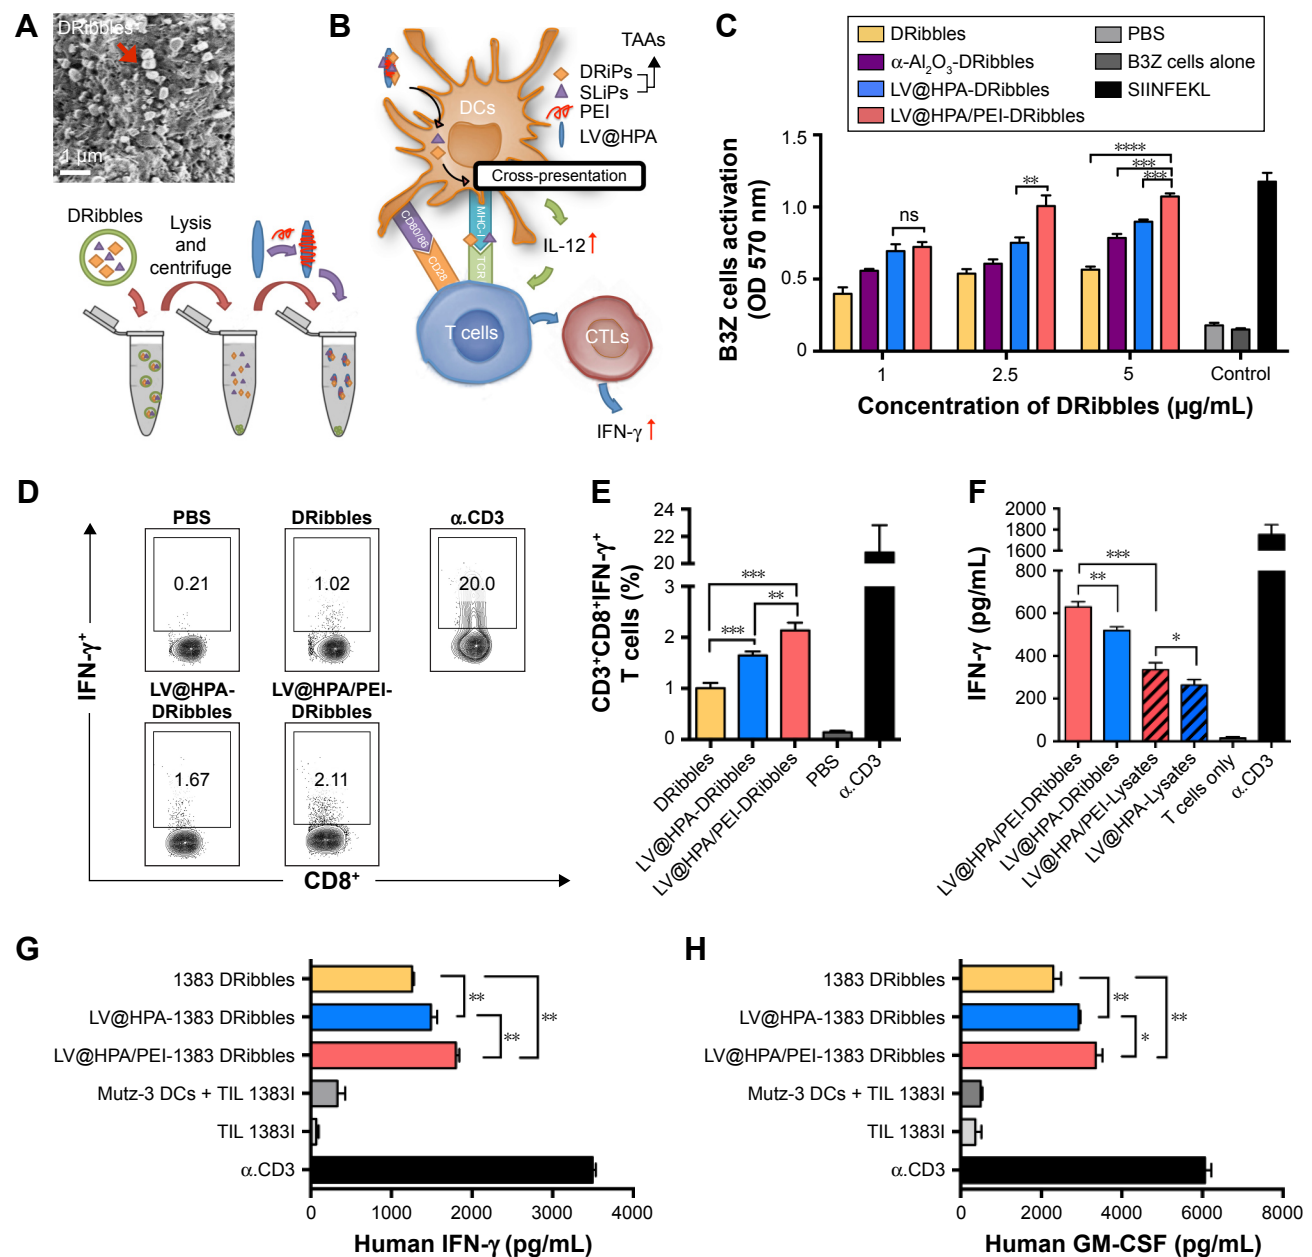 A
DRibbles
1 μm
DRibbles
Lysis
and
centrifuge
B
TAAs
DRiPs
SLiPs
PEI
LV@HPA
DCs
Cross-presentation
CD80/86
CD28
MHC-I
TCR
IL-12
T cells
CTLs
IFN-γ
C
DRibbles
α-Al₂O₃-DRibbles
LV@HPA-DRibbles
LV@HPA/PEI-DRibbles
PBS
B3Z cells alone
SIINFEKL
B3Z cells activation
(OD 570 nm)
1.5
1.0
0.5
0
ns
**
****
***
***
1
2.5
5
Control
Concentration of DRibbles (μg/mL)
D
PBS
DRibbles
α.CD3
0.21
1.02
20.0
LV@HPA-
DRibbles
LV@HPA/PEI-
DRibbles
1.67
2.11
IFN-γ⁺
CD8⁺
E
CD3⁺CD8⁺IFN-γ⁺
T cells (%)
24
22
20
3
2
1
0
***
**
***
DRibbles
LV@HPA-DRibbles
LV@HPA/PEI-DRibbles
PBS
α.CD3
F
IFN-γ (pg/mL)
2000
1800
1600
800
600
400
200
0
***
**
*
LV@HPA/PEI-DRibbles
LV@HPA-DRibbles
LV@HPA/PEI-Lysates
LV@HPA-Lysates
T cells only
α.CD3
G
1383 DRibbles
LV@HPA-1383 DRibbles
LV@HPA/PEI-1383 DRibbles
Mutz-3 DCs + TIL 1383I
TIL 1383I
α.CD3
**
**
**
0
1000
2000
3000
4000
Human IFN-γ (pg/mL)
H
1383 DRibbles
LV@HPA-1383 DRibbles
LV@HPA/PEI-1383 DRibbles
Mutz-3 DCs + TIL 1383I
TIL 1383I
α.CD3
**
*
**
0
2000
4000
6000
8000
Human GM-CSF (pg/mL)